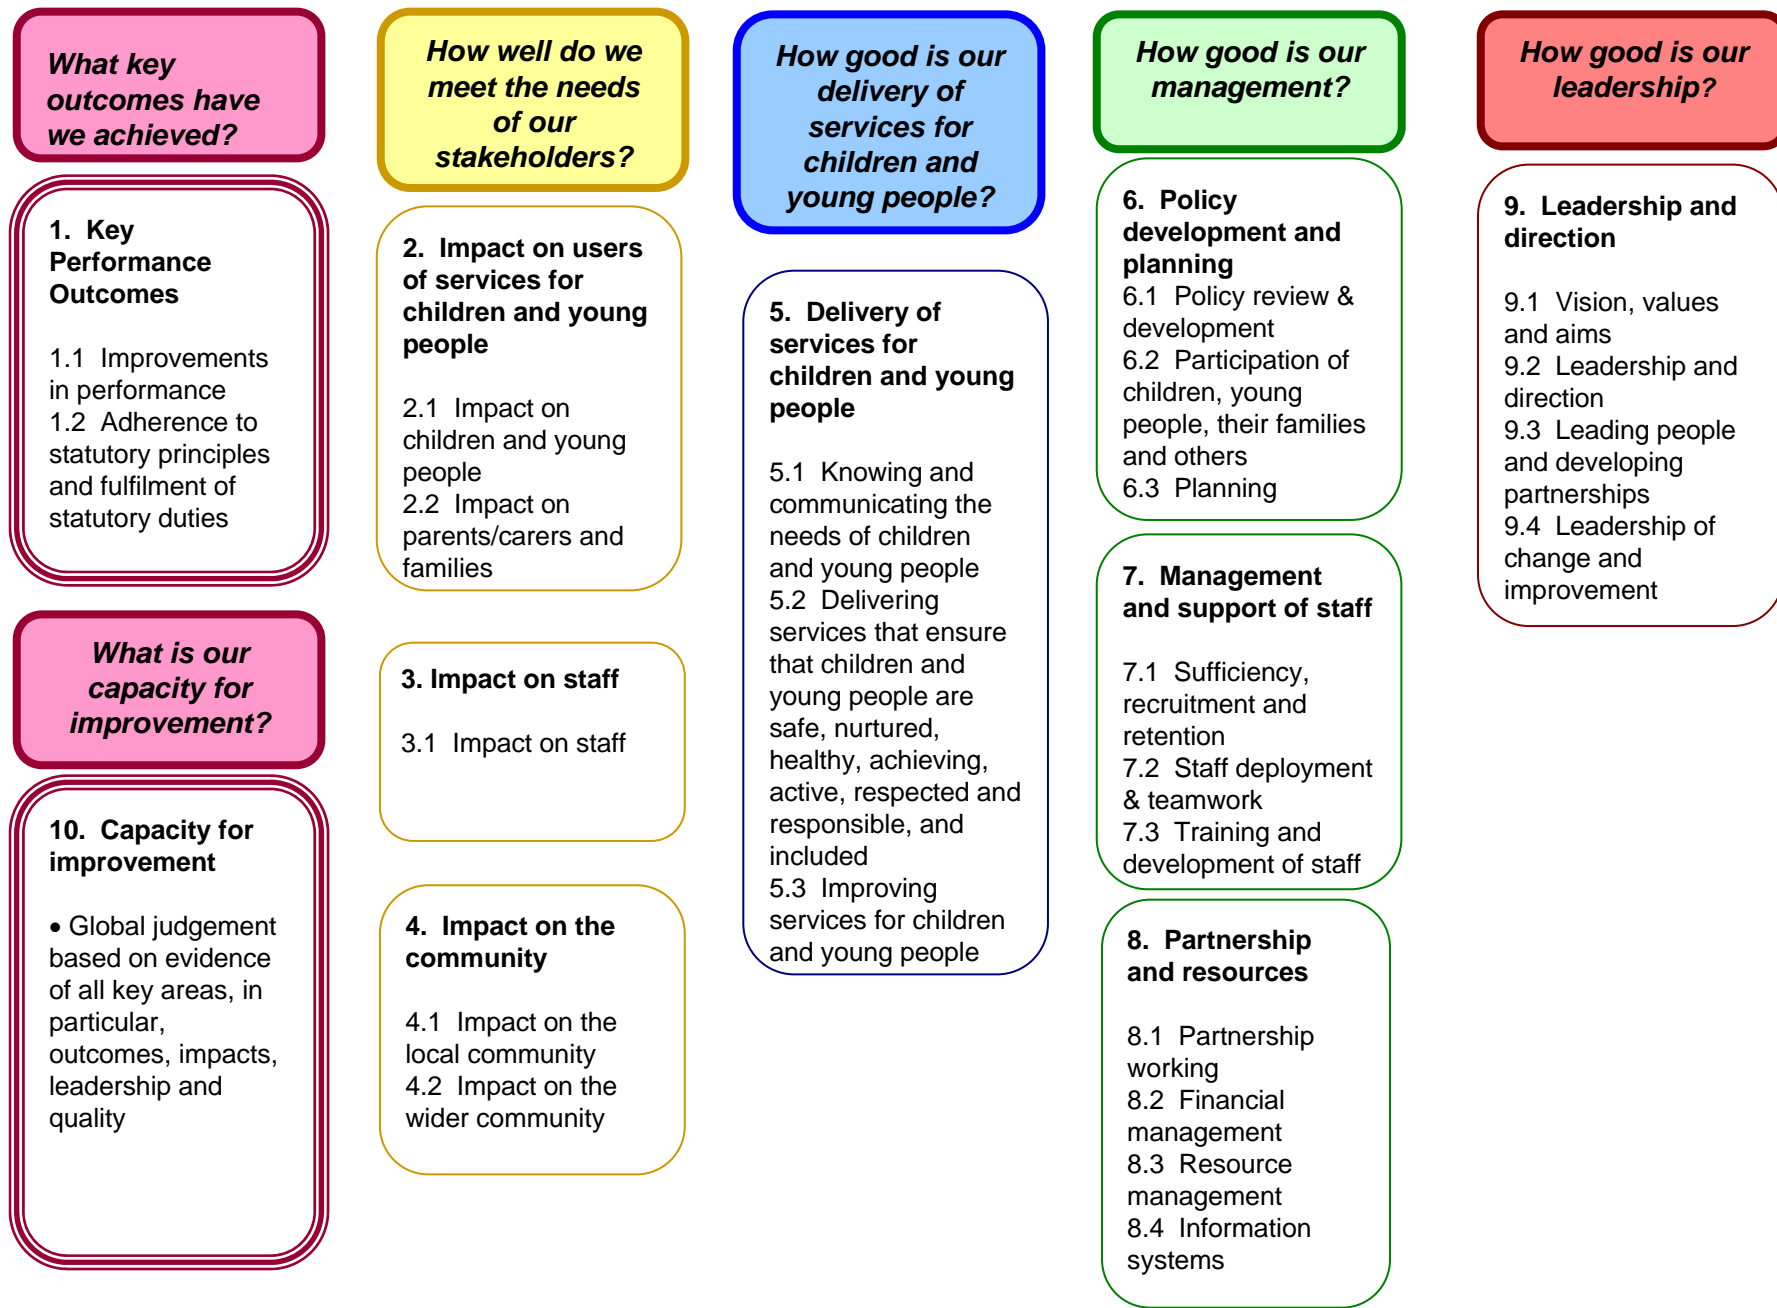 What key
outcomes have
we achieved?
1.  Key
Performance
Outcomes
1.1  Improvements
in performance
1.2  Adherence to
statutory principles
and fulfilment of
statutory duties
What is our
capacity for
improvement?
10.  Capacity for
improvement
• Global judgement
based on evidence
of all key areas, in
particular,
outcomes, impacts,
leadership and
quality
How well do we
meet the needs
of our
stakeholders?
2.  Impact on users
of services for
children and young
people
2.1  Impact on
children and young
people
2.2  Impact on
parents/carers and
families
3. Impact on staff
3.1  Impact on staff
4.  Impact on the
community
4.1  Impact on the
local community
4.2  Impact on the
wider community
How good is our
delivery of
services for
children and
young people?
5.  Delivery of
services for
children and young
people
5.1  Knowing and
communicating the
needs of children
and young people
5.2  Delivering
services that ensure
that children and
young people are
safe, nurtured,
healthy, achieving,
active, respected and
responsible, and
included
5.3  Improving
services for children
and young people
How good is our
management?
6.  Policy
development and
planning
6.1  Policy review &
development
6.2  Participation of
children, young
people, their families
and others
6.3  Planning
7.  Management
and support of staff
7.1  Sufficiency,
recruitment and
retention
7.2  Staff deployment
& teamwork
7.3  Training and
development of staff
8.  Partnership
and resources
8.1  Partnership
working
8.2  Financial
management
8.3  Resource
management
8.4  Information
systems
How good is our
leadership?
9.  Leadership and
direction
9.1  Vision, values
and aims
9.2  Leadership and
direction
9.3  Leading people
and developing
partnerships
9.4  Leadership of
change and
improvement